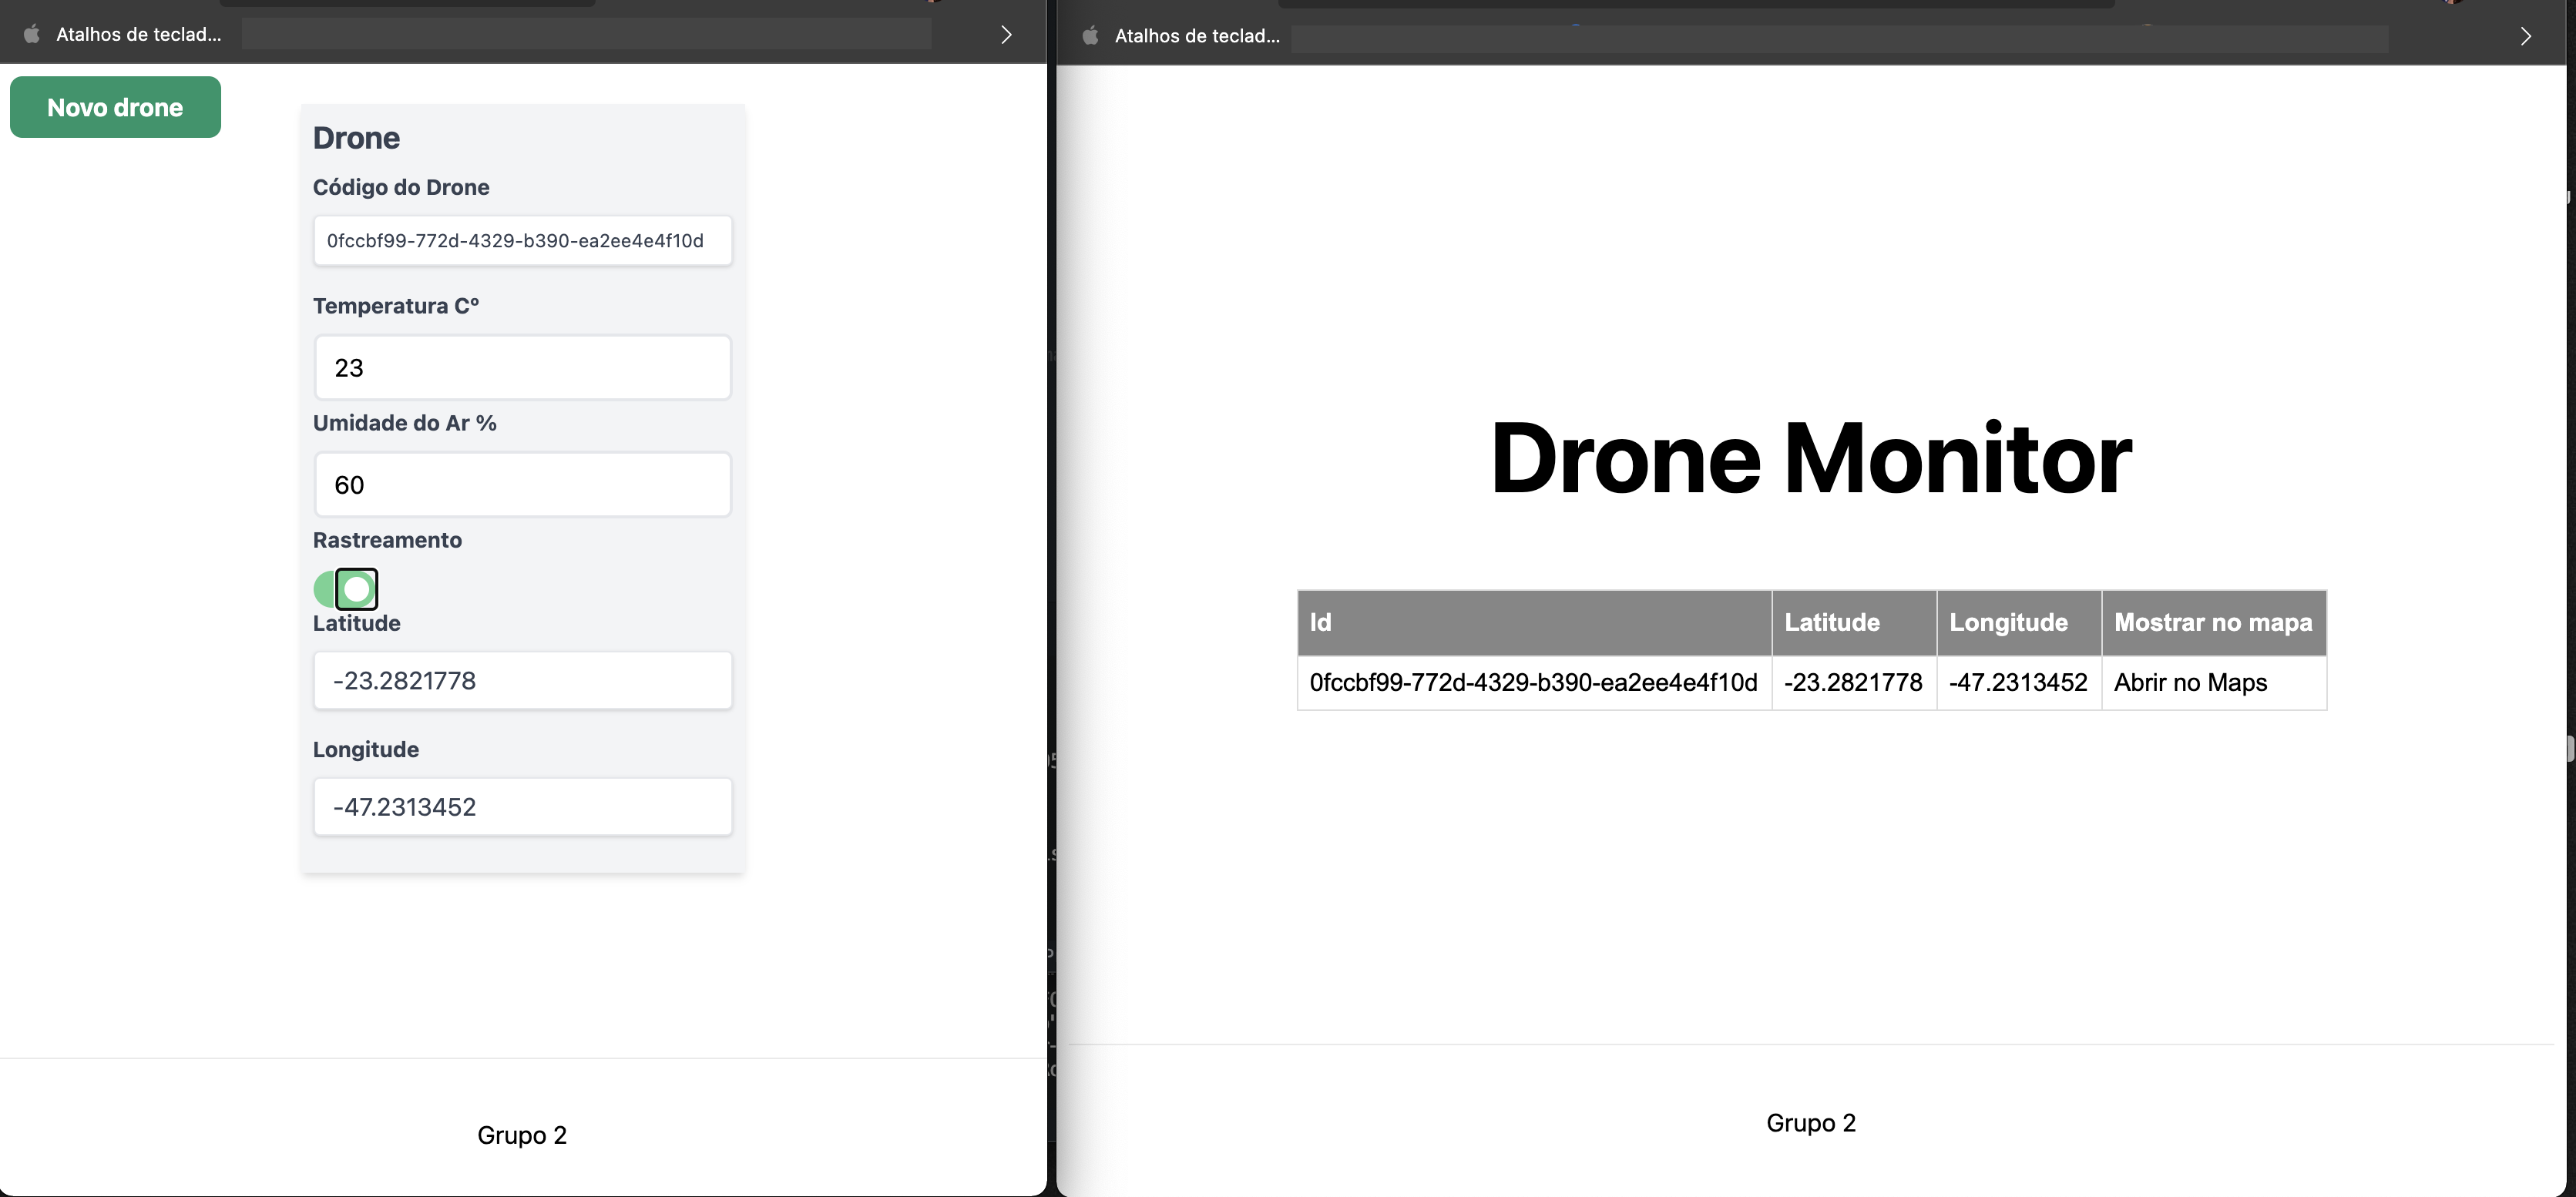 Atalhos de teclad...
Novo drone
Drone
Código do Drone
0fccbf99-772d-4329-b390-ea2ee4e4f10d
Temperatura Cº
23
Umidade do Ar %
60
Rastreamento
Latitude
-23.2821778
Longitude
-47.2313452
Grupo 2
Atalhos de teclad...
Drone Monitor
Id Latitude Longitude Mostrar no mapa
0fccbf99-772d-4329-b390-ea2ee4e4f10d -23.2821778 -47.2313452 Abrir no Maps
Grupo 2